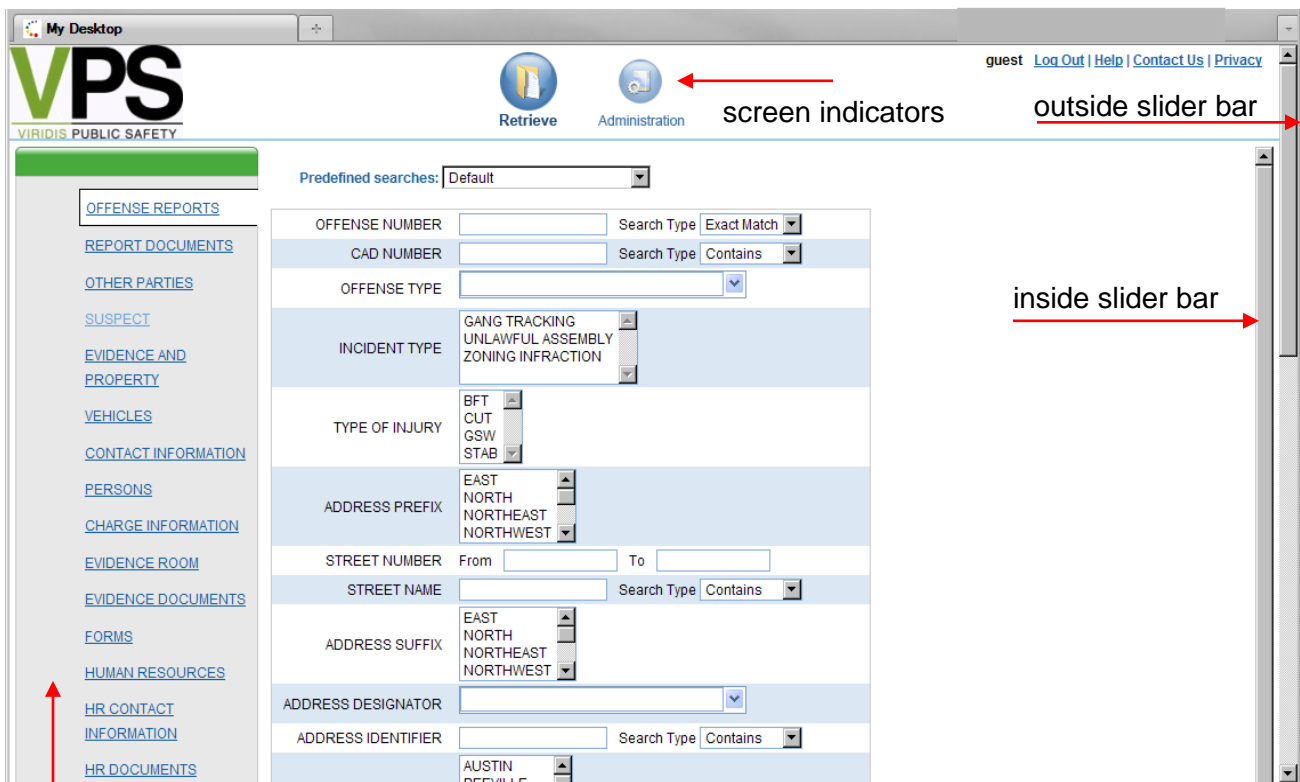 My Desktop
VPS
VIRIDIS PUBLIC SAFETY
Retrieve
Administration
screen indicators
guest Log Out | Help | Contact Us | Privacy
outside slider bar
inside slider bar
OFFENSE REPORTS
REPORT DOCUMENTS
OTHER PARTIES
SUSPECT
EVIDENCE AND
PROPERTY
VEHICLES
CONTACT INFORMATION
PERSONS
CHARGE INFORMATION
EVIDENCE ROOM
EVIDENCE DOCUMENTS
FORMS
HUMAN RESOURCES
HR CONTACT
INFORMATION
HR DOCUMENTS
Predefined searches: Default
OFFENSE NUMBER Search Type Exact Match
CAD NUMBER Search Type Contains
OFFENSE TYPE
INCIDENT TYPE
GANG TRACKING
UNLAWFUL ASSEMBLY
ZONING INFRACTION
TYPE OF INJURY
BFT
CUT
GSW
STAB
ADDRESS PREFIX
EAST
NORTH
NORTHEAST
NORTHWEST
STREET NUMBER From To
STREET NAME Search Type Contains
ADDRESS SUFFIX
EAST
NORTH
NORTHEAST
NORTHWEST
ADDRESS DESIGNATOR
ADDRESS IDENTIFIER Search Type Contains
AUSTIN